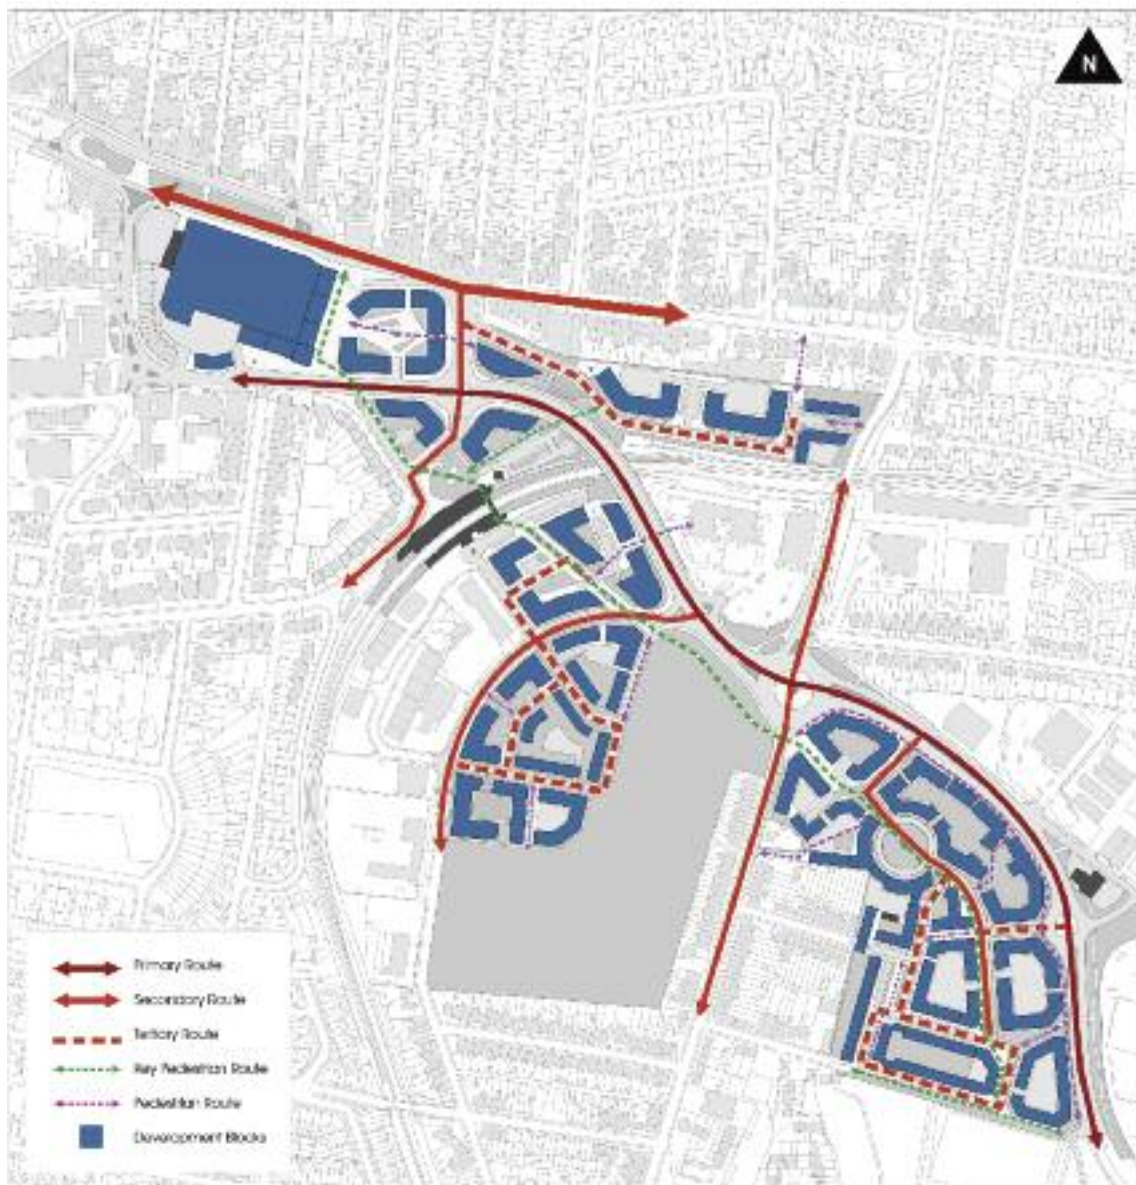 N
Primary Route
Secondary Route
Tertiary Route
Key Pedestrian Route
Pedestrian Route
Development Blocks